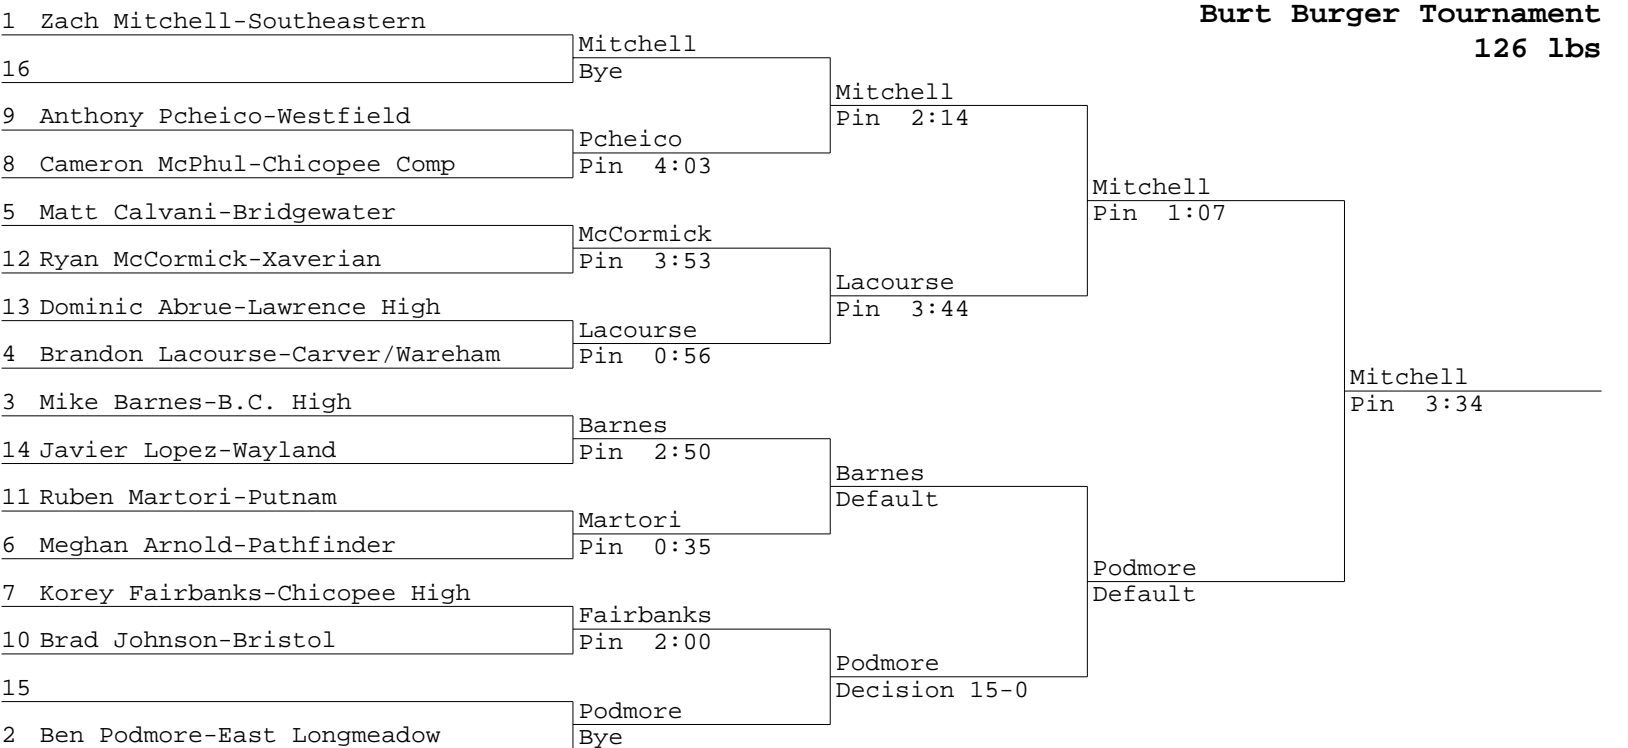 Burt Burger Tournament
126 lbs
1 Zach Mitchell-Southeastern
16
9 Anthony Pcheico-Westfield
8 Cameron McPhul-Chicopee Comp
5 Matt Calvani-Bridgewater
12 Ryan McCormick-Xaverian
13 Dominic Abrue-Lawrence High
4 Brandon Lacourse-Carver/Wareham
3 Mike Barnes-B.C. High
14 Javier Lopez-Wayland
11 Ruben Martori-Putnam
6 Meghan Arnold-Pathfinder
7 Korey Fairbanks-Chicopee High
10 Brad Johnson-Bristol
15
2 Ben Podmore-East Longmeadow
Mitchell
Bye
Pcheico
Pin 4:03
McCormick
Pin 3:53
Lacourse
Pin 0:56
Barnes
Pin 2:50
Martori
Pin 0:35
Fairbanks
Pin 2:00
Podmore
Bye
Mitchell
Pin 2:14
Lacourse
Pin 3:44
Barnes
Default
Podmore
Decision 15-0
Mitchell
Pin 1:07
Podmore
Default
Mitchell
Pin 3:34